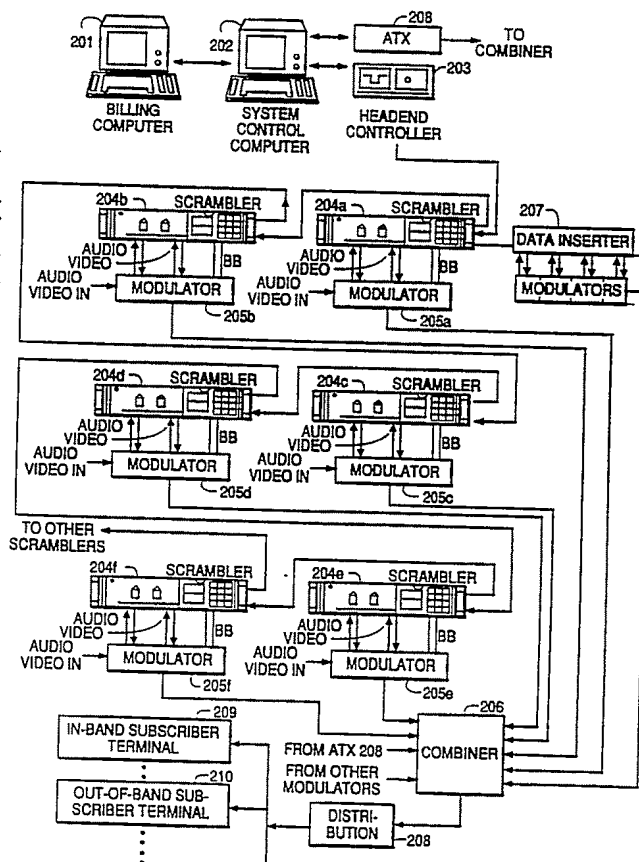 208
201
202
ATX
TO
COMBINER
203
BILLING
COMPUTER
SYSTEM
CONTROL
COMPUTER
HEADEND
CONTROLLER
204b
SCRAMBLER
204a
SCRAMBLER
207
DATA INSERTER
MODULATORS
AUDIO
VIDEO
BB
AUDIO
VIDEO IN
MODULATOR
205b
AUDIO
VIDEO
BB
AUDIO
VIDEO IN
MODULATOR
205a
204d
SCRAMBLER
204c
SCRAMBLER
AUDIO
VIDEO
BB
AUDIO
VIDEO IN
MODULATOR
205d
AUDIO
VIDEO
BB
AUDIO
VIDEO IN
MODULATOR
205c
TO OTHER
SCRAMBLERS
204f
SCRAMBLER
204e
SCRAMBLER
AUDIO
VIDEO
BB
AUDIO
VIDEO IN
MODULATOR
205f
AUDIO
VIDEO
BB
AUDIO
VIDEO IN
MODULATOR
205e
209
IN-BAND SUBSCRIBER
TERMINAL
210
OUT-OF-BAND SUB-
SCRIBER TERMINAL
206
COMBINER
FROM ATX 208
FROM OTHER
MODULATORS
DISTRI-
BUTION
208